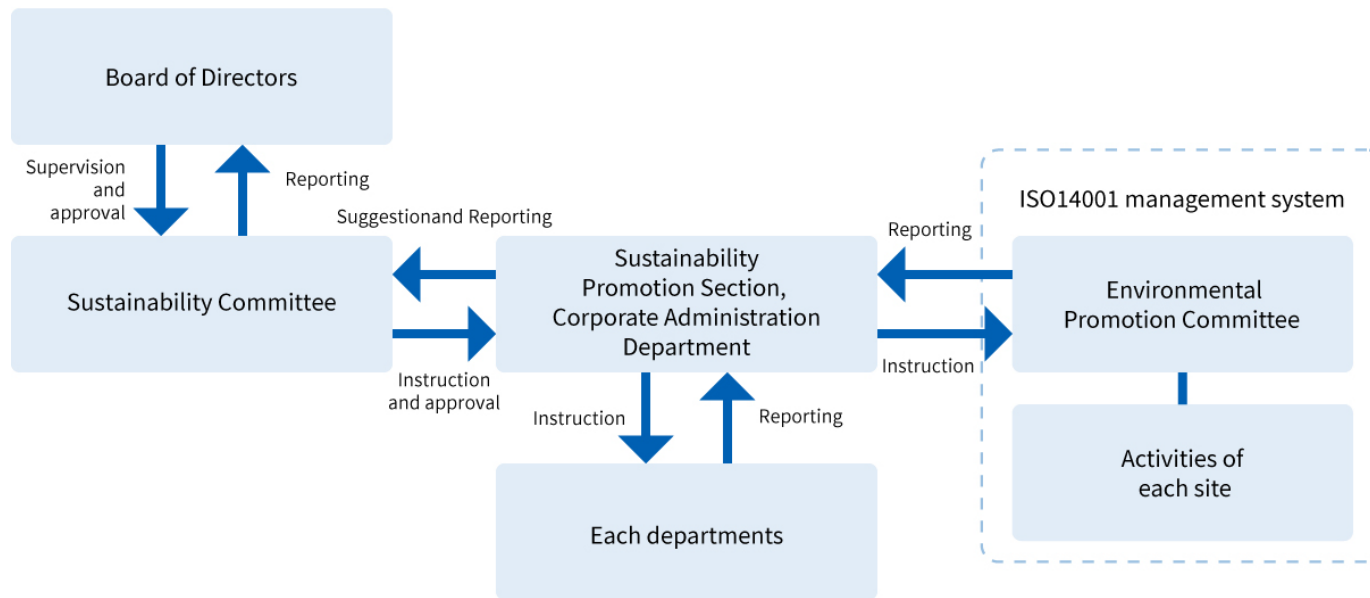 Board of Directors
Supervision
and
approval
Reporting
Suggestionand Reporting
Sustainability Committee
Instruction
and approval
Sustainability
Promotion Section,
Corporate Administration
Department
Reporting
Instruction
ISO14001 management system
Environmental
Promotion Committee
Activities of
each site
Instruction
Reporting
Each departments